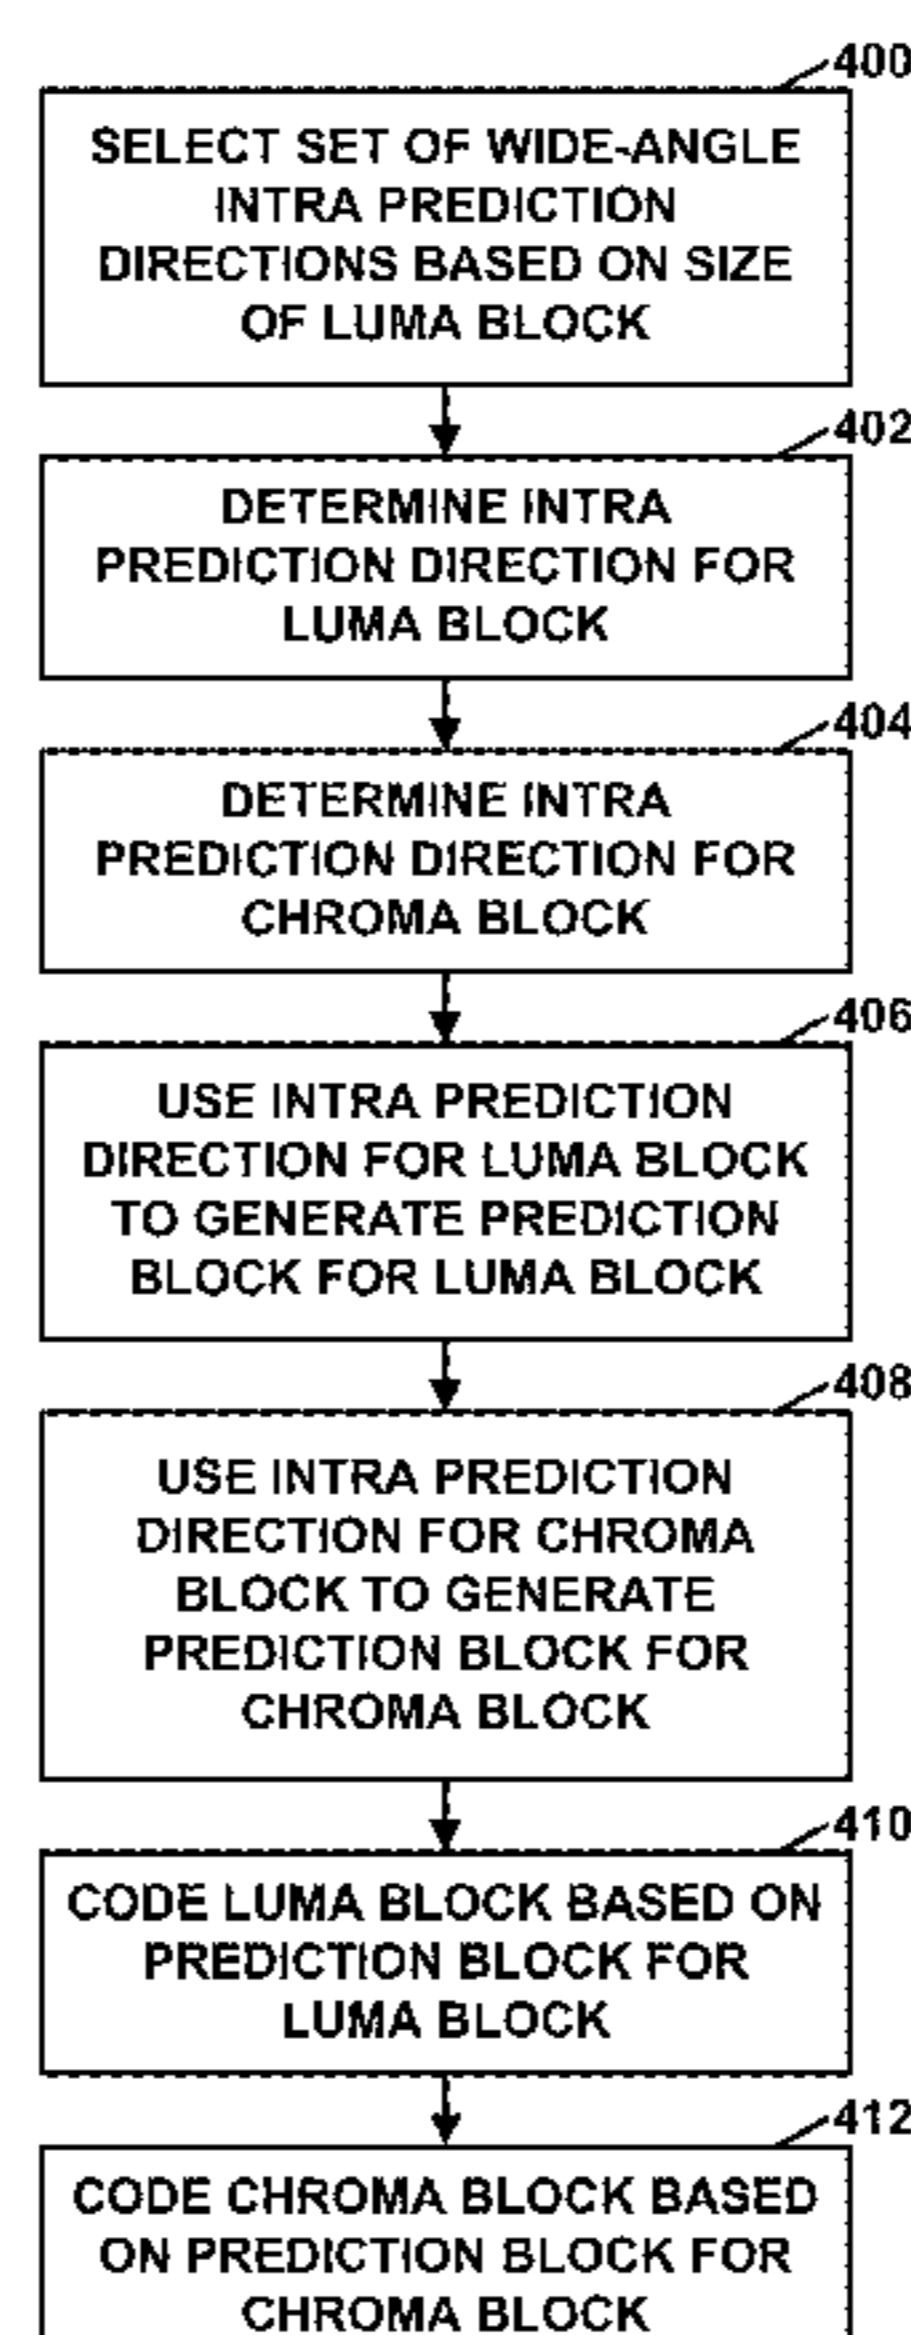 400
SELECT SET OF WIDE-ANGLE
INTRA PREDICTION
DIRECTIONS BASED ON SIZE
OF LUMA BLOCK
402
DETERMINE INTRA
PREDICTION DIRECTION FOR
LUMA BLOCK
404
DETERMINE INTRA
PREDICTION DIRECTION FOR
CHROMA BLOCK
406
USE INTRA PREDICTION
DIRECTION FOR LUMA BLOCK
TO GENERATE PREDICTION
BLOCK FOR LUMA BLOCK
408
USE INTRA PREDICTION
DIRECTION FOR CHROMA
BLOCK TO GENERATE
PREDICTION BLOCK FOR
CHROMA BLOCK
410
CODE LUMA BLOCK BASED ON
PREDICTION BLOCK FOR
LUMA BLOCK
412
CODE CHROMA BLOCK BASED
ON PREDICTION BLOCK FOR
CHROMA BLOCK